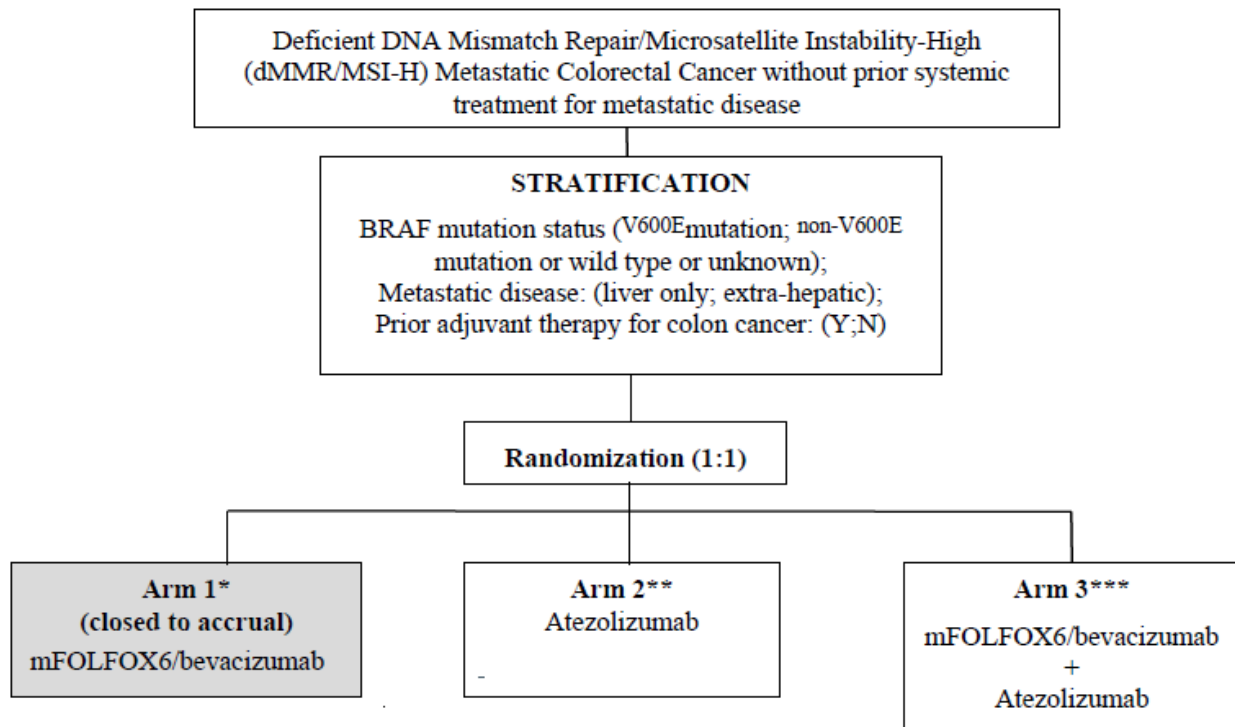 Deficient DNA Mismatch Repair/Microsatellite Instability-High
(dMMR/MSI-H) Metastatic Colorectal Cancer without prior systemic
treatment for metastatic disease
STRATIFICATION
BRAF mutation status (V600Emutation; non-V600E
mutation or wild type or unknown);
Metastatic disease: (liver only; extra-hepatic);
Prior adjuvant therapy for colon cancer: (Y;N)
Randomization (1:1)
Arm 1*
(closed to accrual)
mFOLFOX6/bevacizumab
Arm 2**
Atezolizumab
-
Arm 3***
mFOLFOX6/bevacizumab
+
Atezolizumab